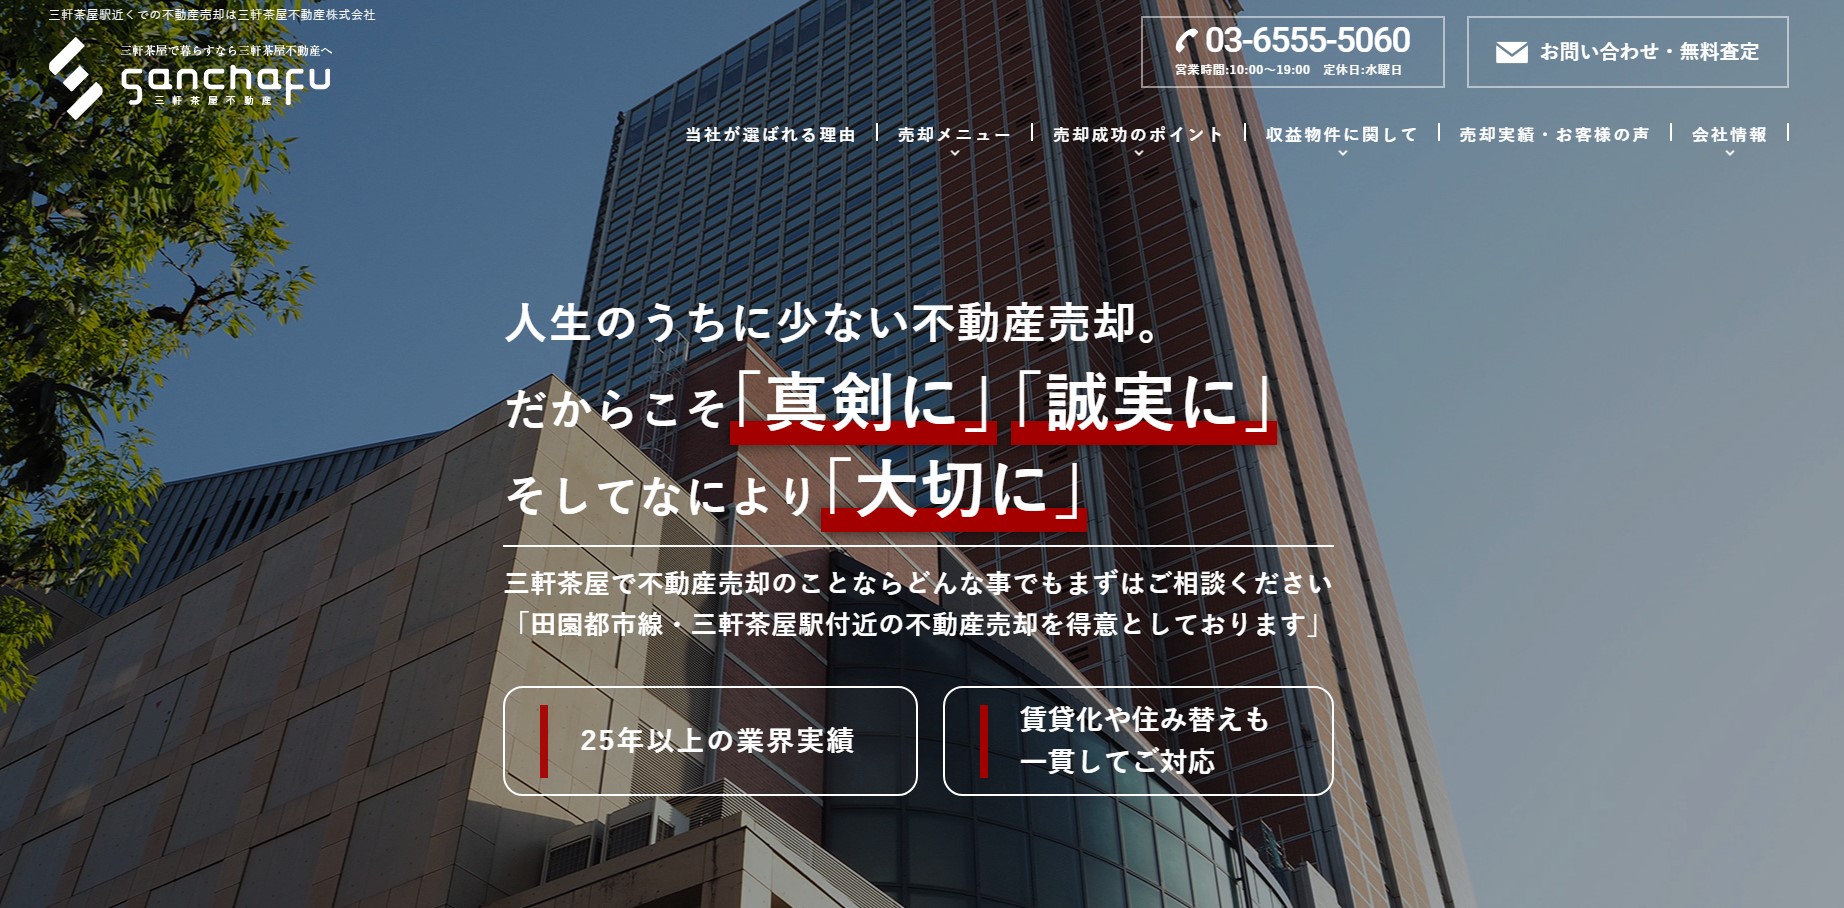 三軒茶屋駅近くでの不動産売却は三軒茶屋不動産株式会社
三軒茶屋で暮らすなら三軒茶屋不動産へ
sanchafu
三軒茶屋不動産
03-6555-5060
営業時間:10:00～19:00　定休日:水曜日
お問い合わせ・無料査定
当社が選ばれる理由
売却メニュー
売却成功のポイント
収益物件に関して
売却実績・お客様の声
会社情報
人生のうちに少ない不動産売却。
だからこそ「真剣に」「誠実に」
そしてなにより「大切に」
三軒茶屋で不動産売却のことならどんな事でもまずはご相談ください
「田園都市線・三軒茶屋駅付近の不動産売却を得意としております」
25年以上の業界実績
賃貸化や住み替えも
一貫してご対応